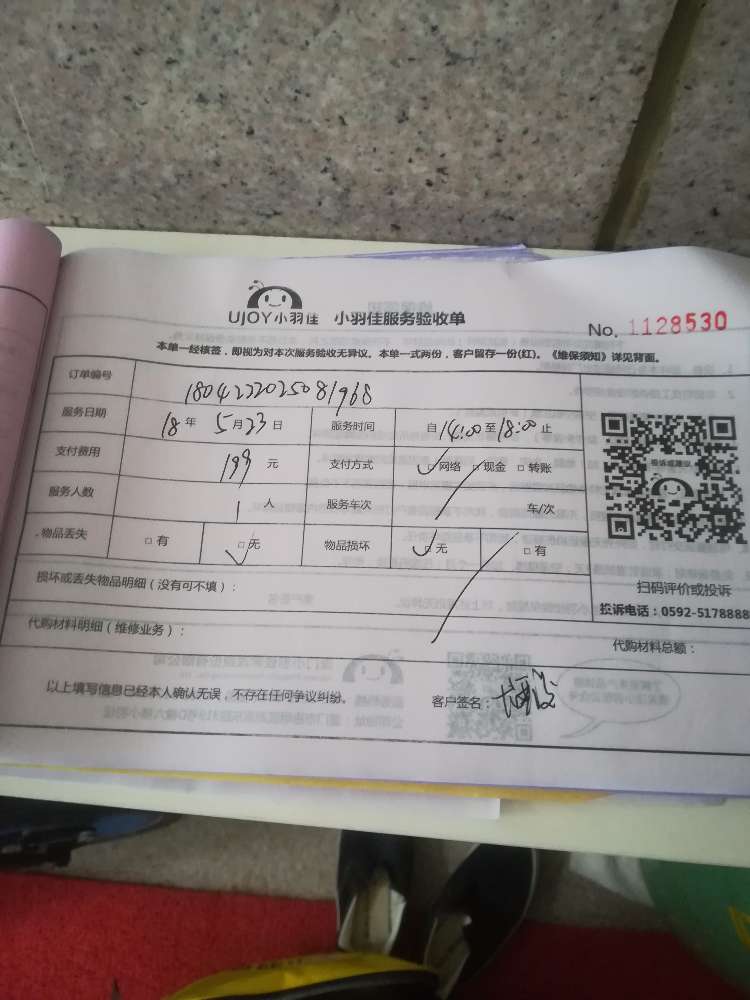 UJOY小羽佳 小羽佳服务验收单
No. 1128530
本单一经核签，即视为对本次服务验收无异议。本单一式两份，客户留存一份(红)。《维保须知》详见背面。
订单编号 18042220250 81968
服务日期 18 年 5 月 23 日 服务时间 自 14:00 至 18:00 止
支付费用 199 元 支付方式 □ 网络 □ 现金 □ 转账
服务人数 1 人 服务车次 车/次
物品丢失 □ 有 □ 无 物品损坏 □ 无 □ 有
投诉或建议
扫码评价或投诉
投诉电话：0592-5178888
损坏或丢失物品明细（没有可不填）：
代购材料明细（维修业务）： 代购材料总额：
以上填写信息已经本人确认无误，不存在任何争议纠纷。 客户签名：